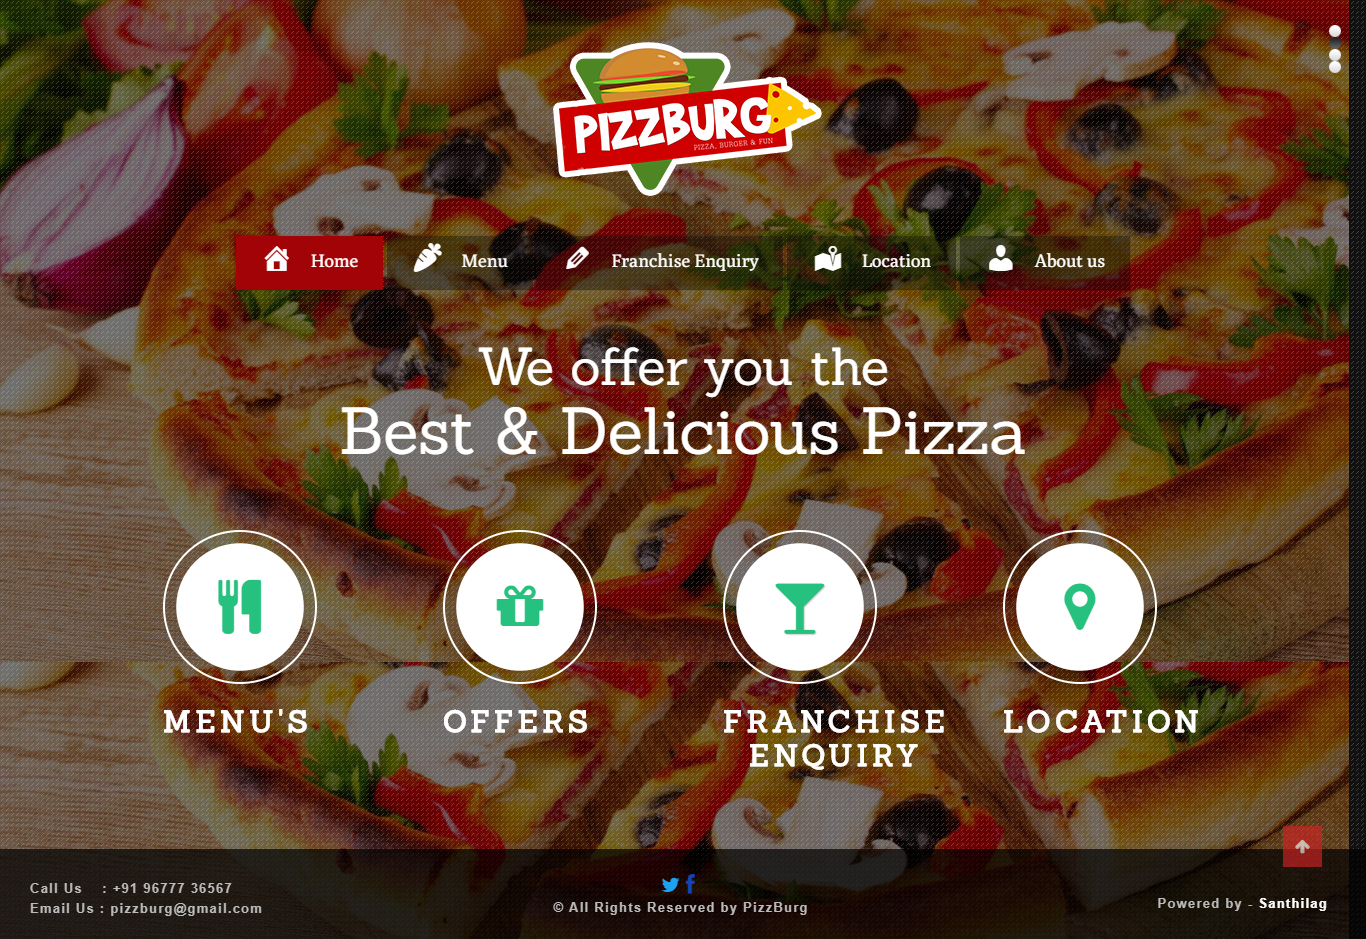 PIZZBURG
PIZZA, BURGER & FUN
Home
Menu
Franchise Enquiry
Location
About us
We offer you the
Best & Delicious Pizza
MENU'S
OFFERS
FRANCHISE
ENQUIRY
LOCATION
Call Us : +91 96777 36567
Email Us : pizzburg@gmail.com
© All Rights Reserved by PizzBurg
Powered by - Santhilag